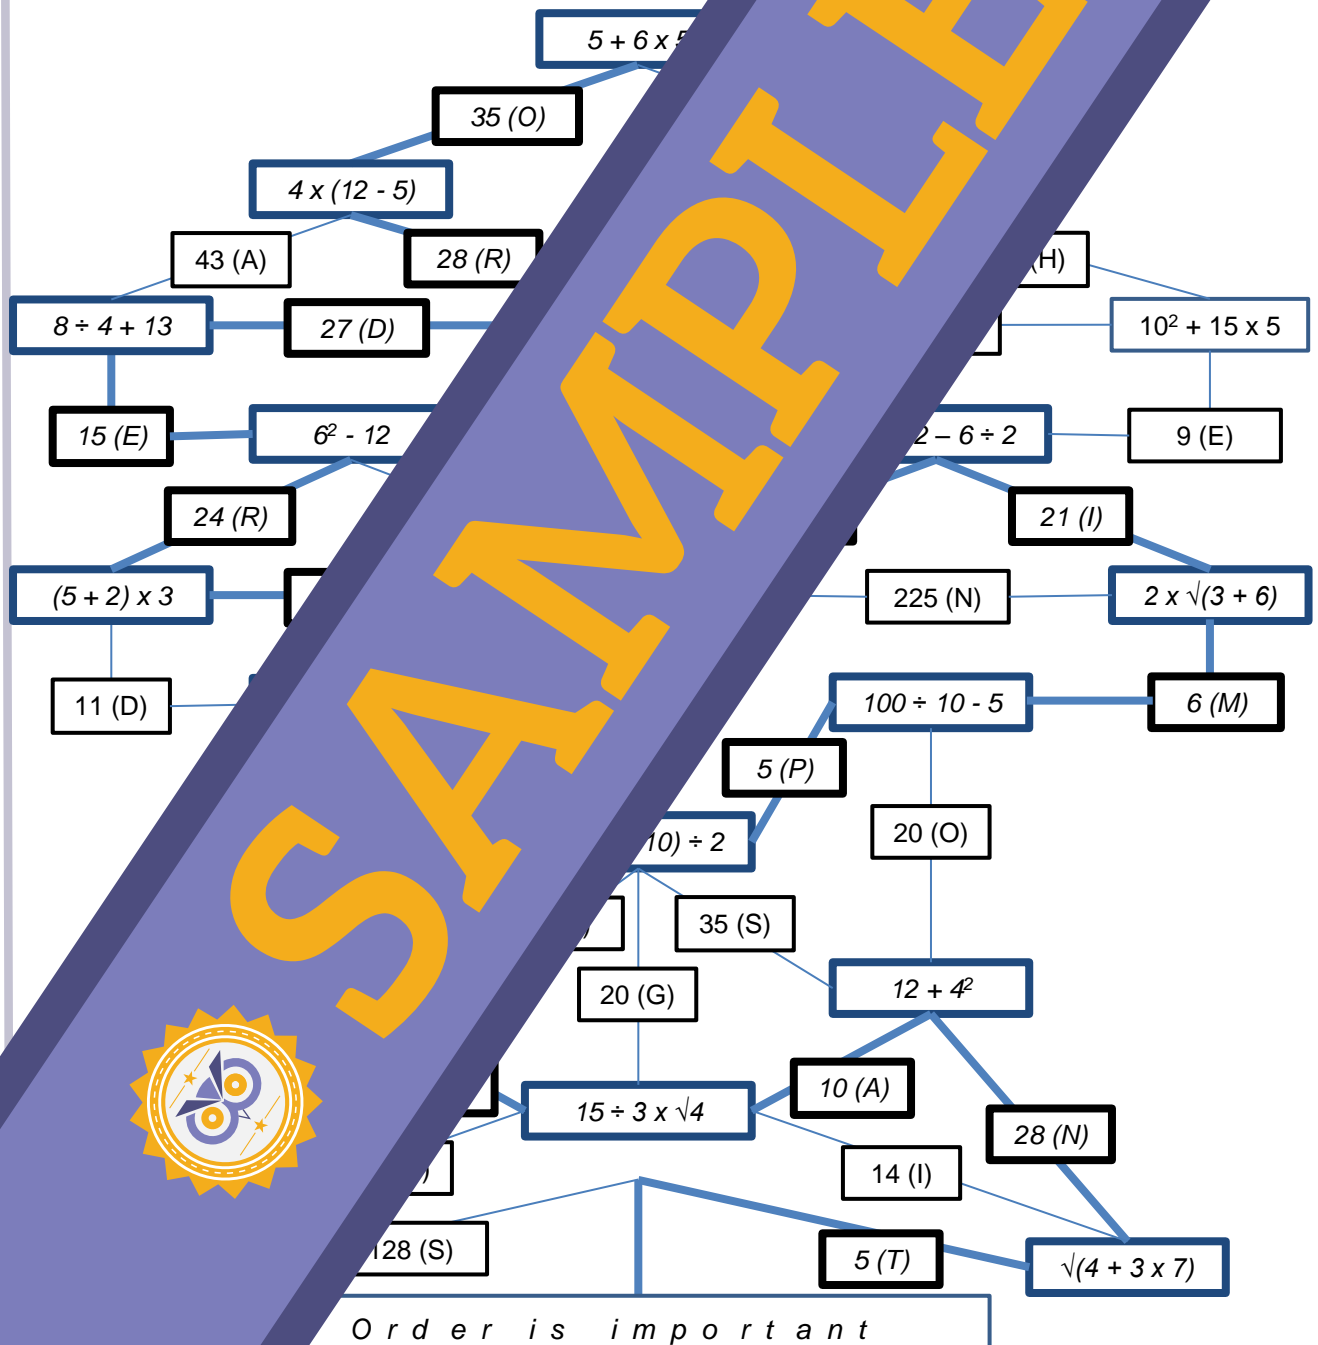 5 + 6 x 5
35 (O)
4 x (12 - 5)
43 (A)
28 (R)
(H)
8 ÷ 4 + 13
27 (D)
10² + 15 x 5
15 (E)
6² - 12
2 – 6 ÷ 2
9 (E)
24 (R)
21 (I)
(5 + 2) x 3
225 (N)
2 x √(3 + 6)
11 (D)
100 ÷ 10 - 5
6 (M)
5 (P)
20 (O)
10) ÷ 2
35 (S)
20 (G)
12 + 4²
10 (A)
15 ÷ 3 x √4
28 (N)
14 (I)
128 (S)
5 (T)
√(4 + 3 x 7)
Order is important
SAMPLE